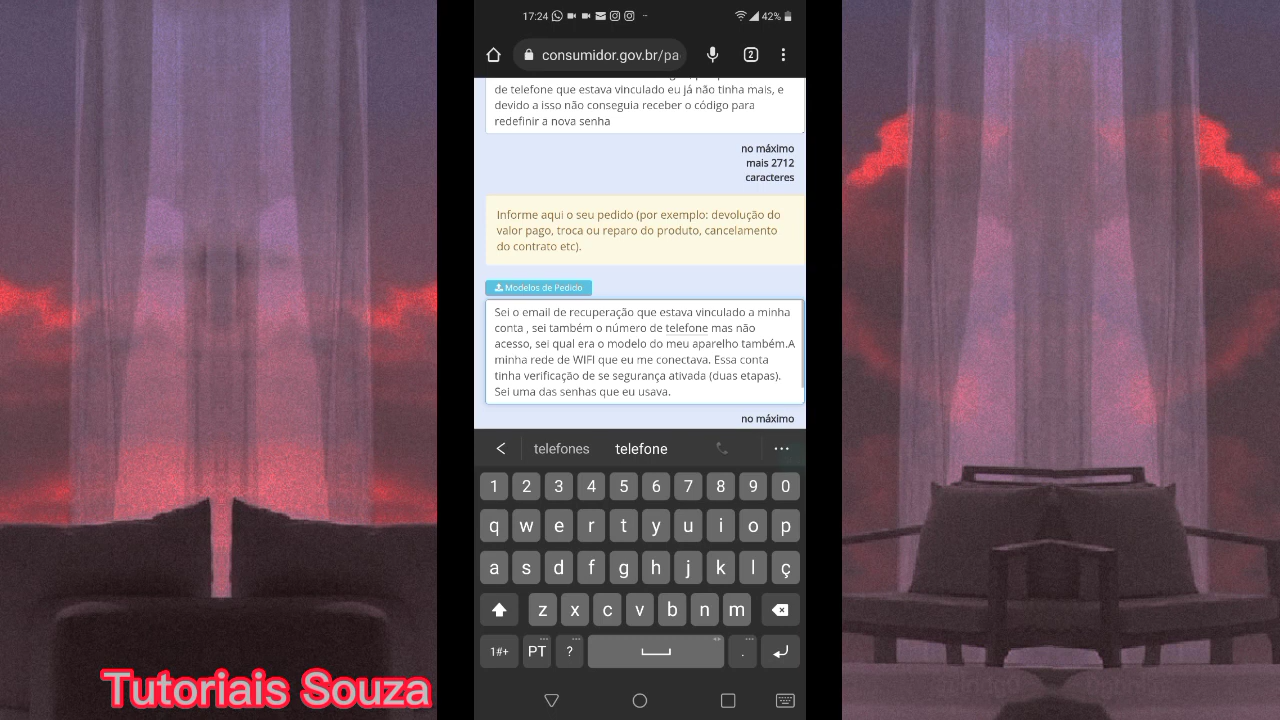 17:24
42%
consumidor.gov.br/pa
2
de telefone que estava vinculado eu já não tinha mais, e
devido a isso não conseguia receber o código para
redefinir a nova senha
no máximo
mais 2712
caracteres
Informe aqui o seu pedido (por exemplo: devolução do
valor pago, troca ou reparo do produto, cancelamento
do contrato etc).
Modelos de Pedido
Sei o email de recuperação que estava vinculado a minha
conta , sei também o número de telefone mas não
acesso, sei qual era o modelo do meu aparelho também.A
minha rede de WIFI que eu me conectava. Essa conta
tinha verificação de se segurança ativada (duas etapas).
Sei uma das senhas que eu usava.
no máximo
telefones telefone
1 2 3 4 5 6 7 8 9 0
q w e r t y u i o p
a s d f g h j k l ç
z x c v b n m
1#+ PT ? .
Tutoriais Souza